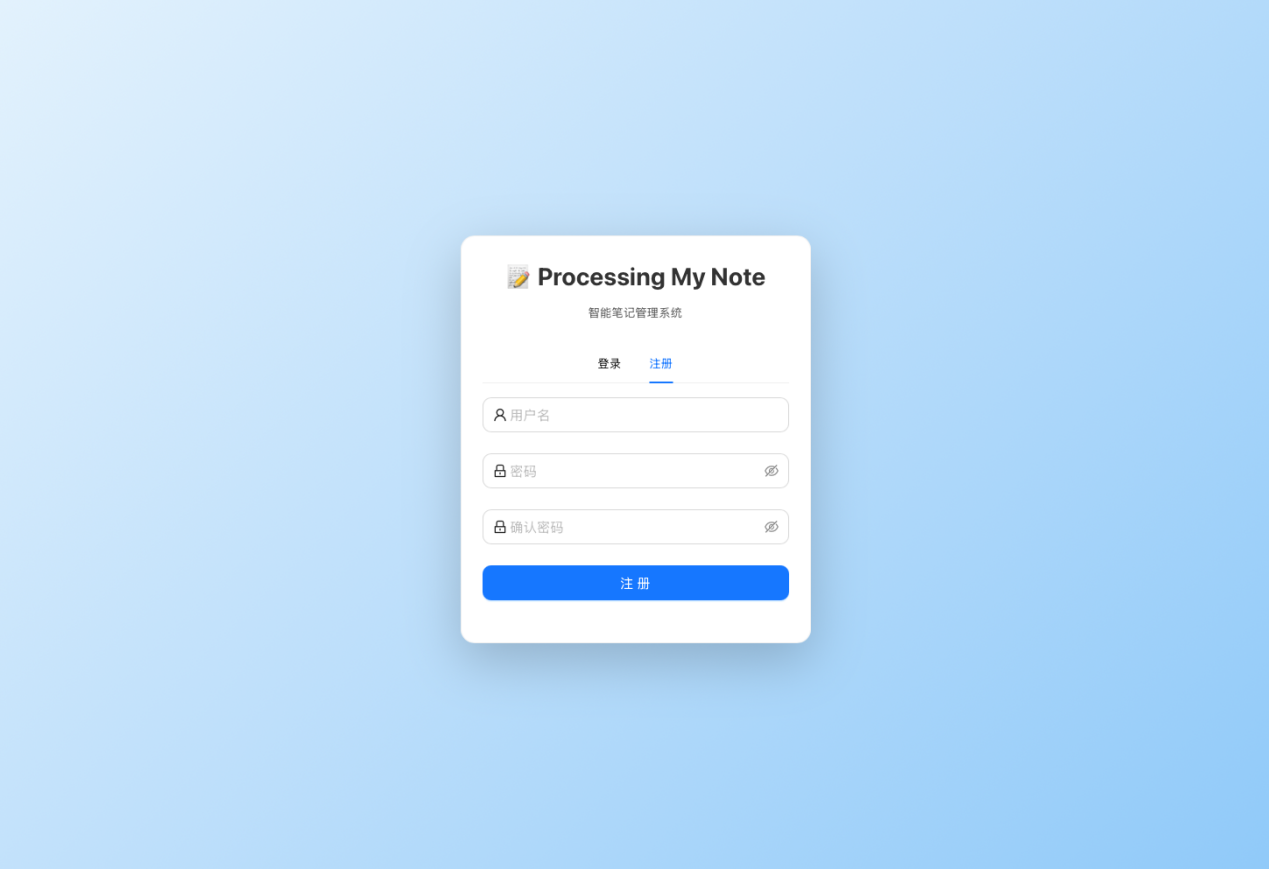 Processing My Note
智能笔记管理系统
登录 注册
用户名
密码
确认密码
注 册